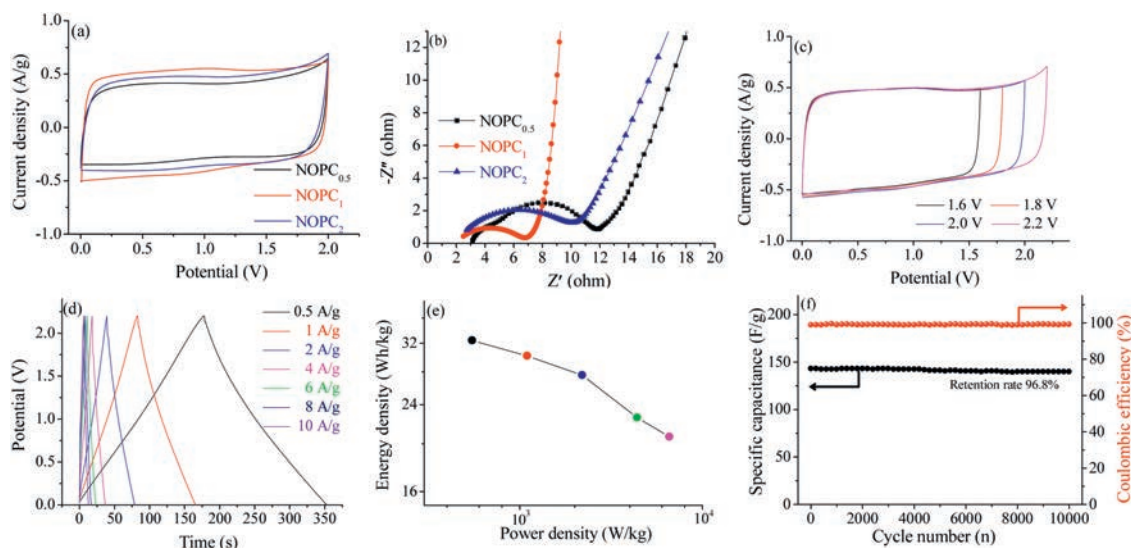 (a)
Current density (A/g)
1.0
0.5
0.0
-0.5
-1.0
NOPC0.5
NOPC1
NOPC2
0.0 0.5 1.0 1.5 2.0
Potential (V)
(b)
-Z″ (ohm)
12
10
8
6
4
2
0
NOPC0.5
NOPC1
NOPC2
0 2 4 6 8 10 12 14 16 18 20
Z′ (ohm)
(c)
Current density (A/g)
1.0
0.5
0.0
-0.5
-1.0
1.6 V 1.8 V
2.0 V 2.2 V
0.0 0.5 1.0 1.5 2.0
Potential (V)
(d)
Potential (V)
2.0
1.5
1.0
0.5
0.0
0.5 A/g
1 A/g
2 A/g
4 A/g
6 A/g
8 A/g
10 A/g
0 50 100 150 200 250 300 350
Time (s)
(e)
Energy density (Wh/kg)
32
24
16
10³ 10⁴
Power density (W/kg)
(f)
Specific capacitance (F/g)
200
150
100
50
0
Retention rate 96.8%
100
80
60
40
20
0
Coulombic efficiency (%)
0 2000 4000 6000 8000 10000
Cycle number (n)